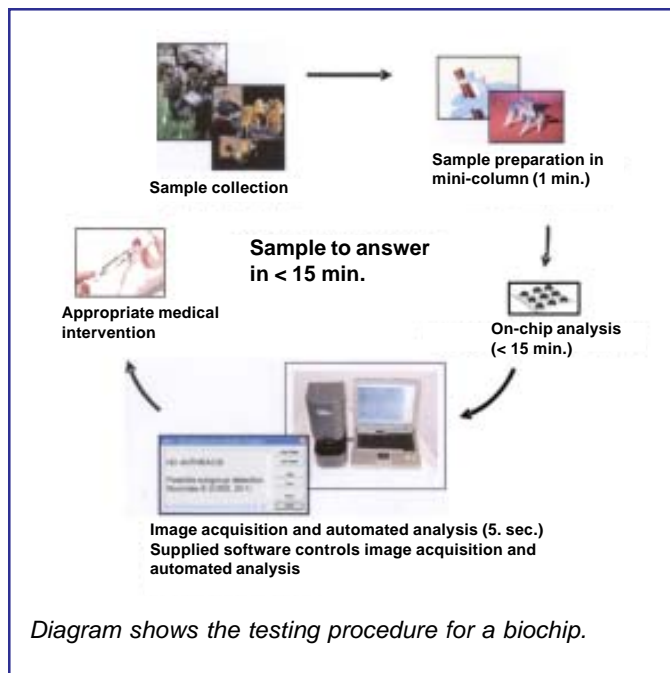 Sample collection
Sample preparation in
mini-column (1 min.)
Sample to answer
in < 15 min.
Appropriate medical
intervention
On-chip analysis
(< 15 min.)
Image acquisition and automated analysis (5. sec.)
Supplied software controls image acquisition and
automated analysis
Diagram shows the testing procedure for a biochip.